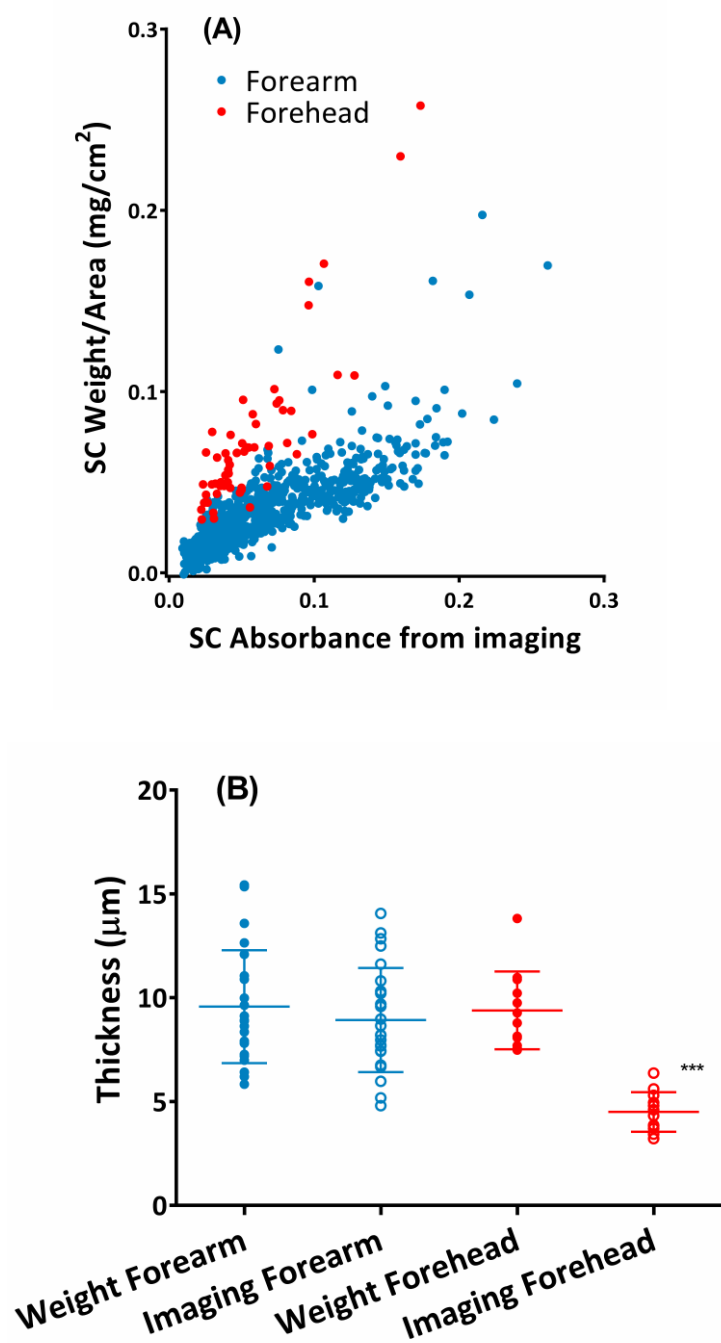 (A)
0.3
Forearm
Forehead
0.2
0.1
0.0
SC Weight/Area (mg/cm²)
0.0 0.1 0.2 0.3
SC Absorbance from imaging
(B)
20
15
10
5
0
Thickness (μm)
***
Weight Forearm
Imaging Forearm
Weight Forehead
Imaging Forehead